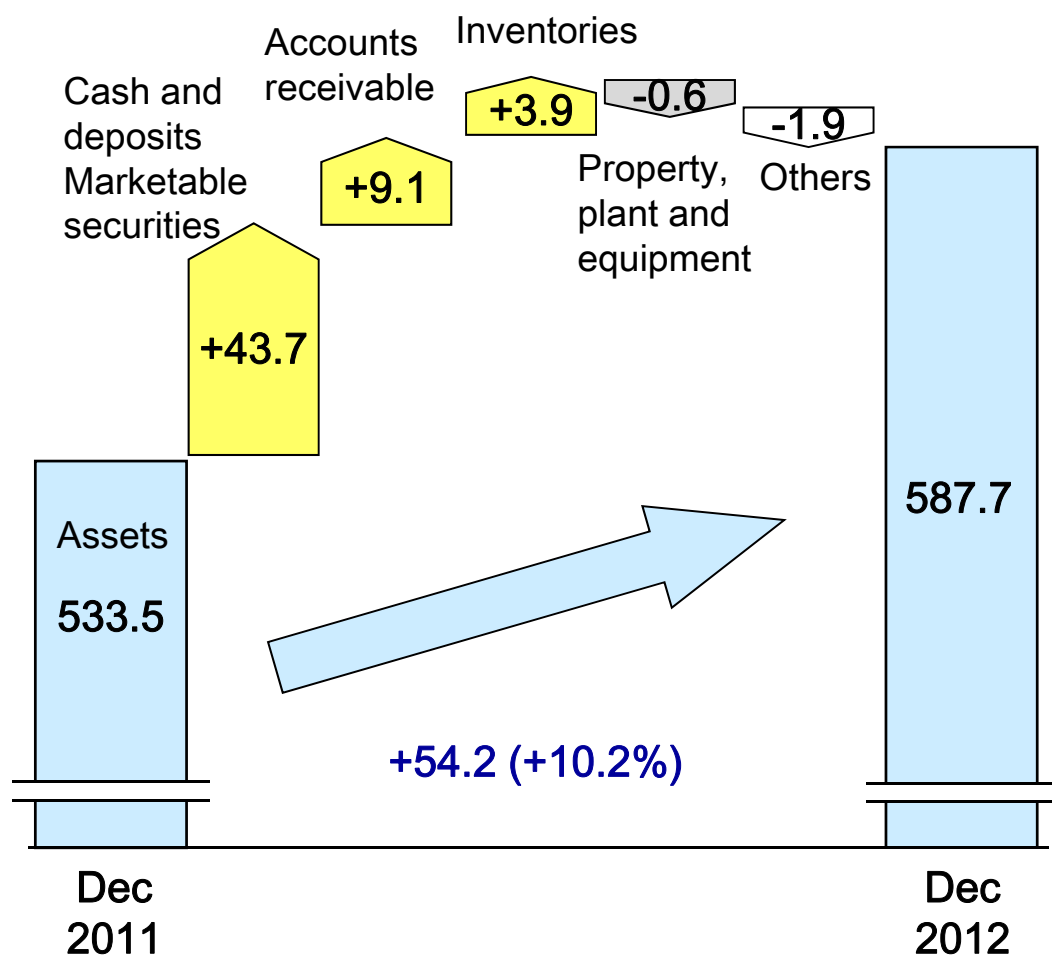 Cash and
deposits
Marketable
securities
+43.7
Accounts
receivable
+9.1
Inventories
+3.9
-0.6
Property,
plant and
equipment
-1.9
Others
Assets
533.5
587.7
+54.2 (+10.2%)
Dec
2011
Dec
2012